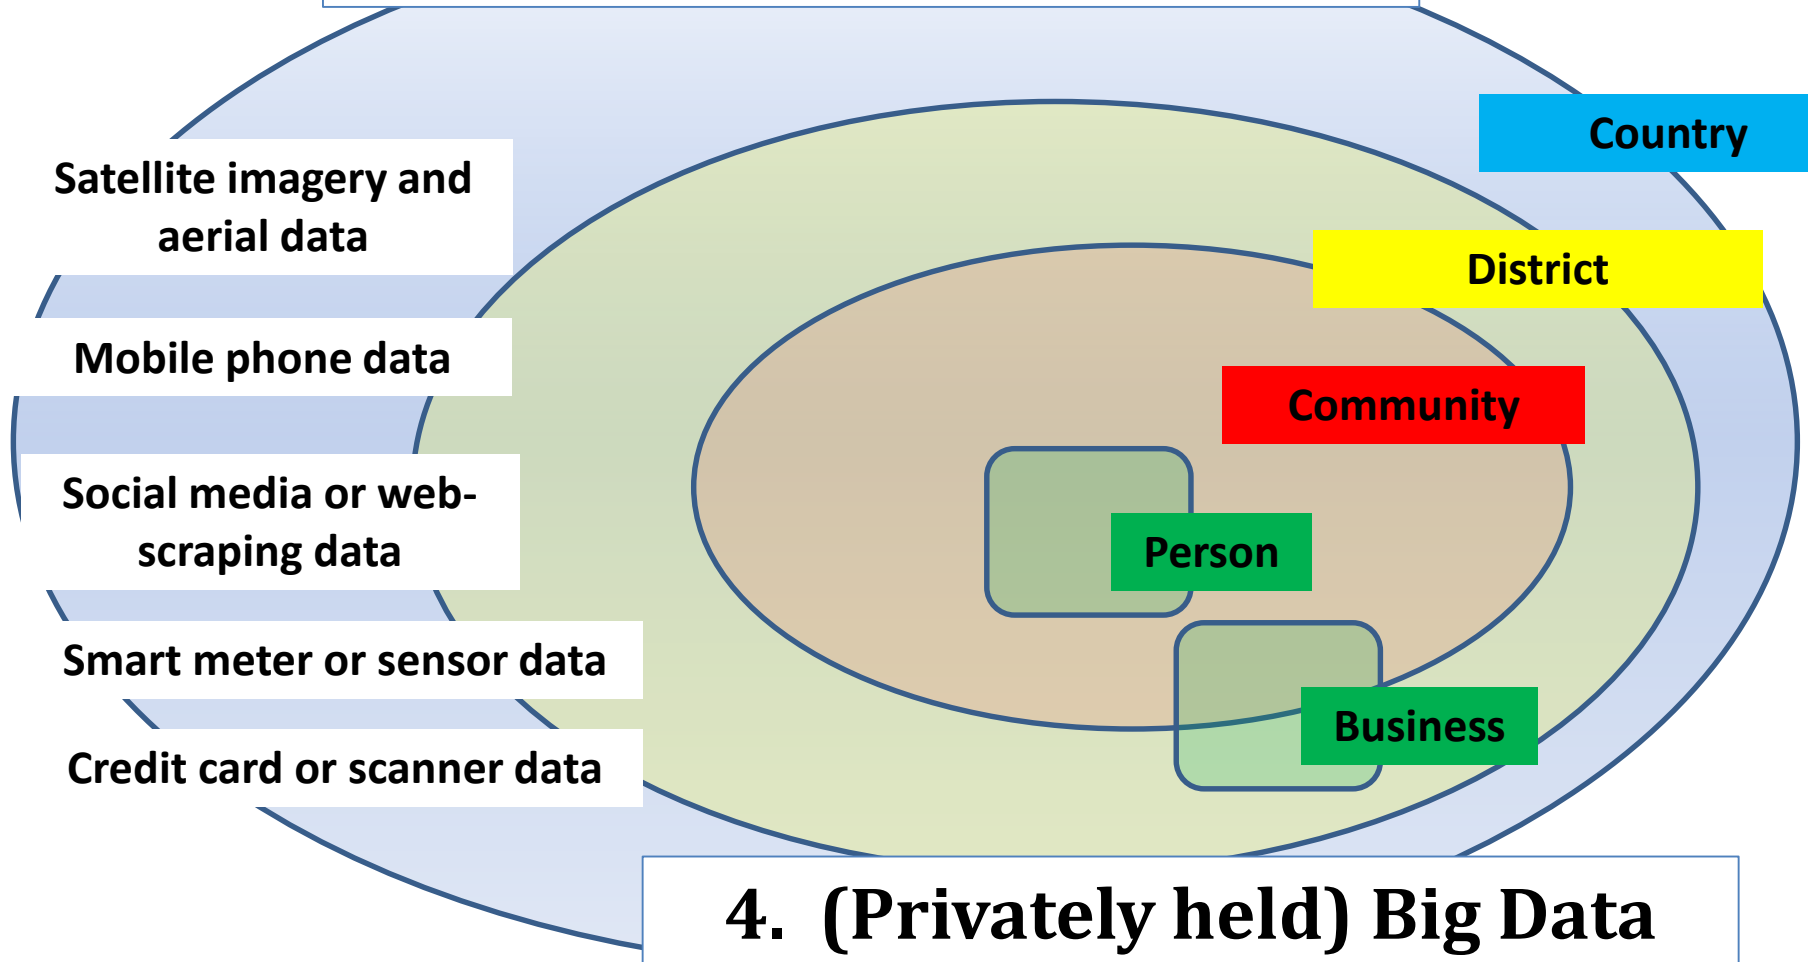 Satellite imagery and
aerial data
Mobile phone data
Social media or web-
scraping data
Smart meter or sensor data
Credit card or scanner data
Country
District
Community
Person
Business
4. (Privately held) Big Data